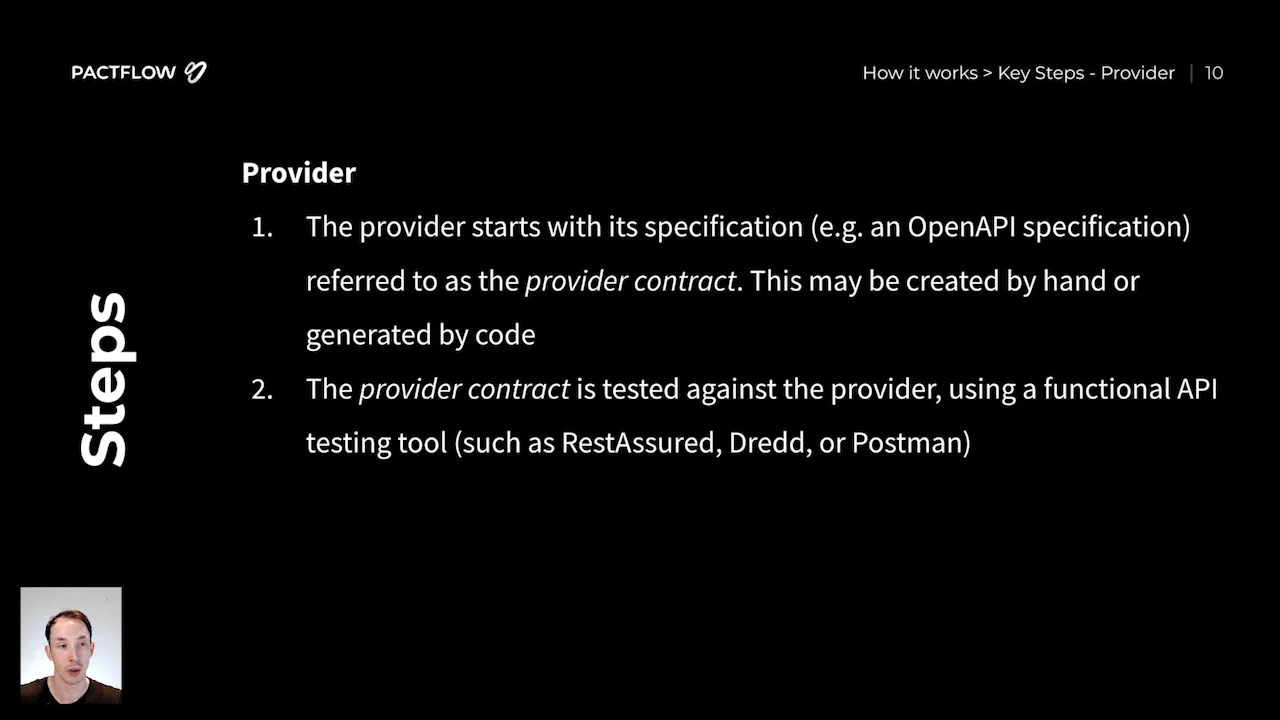 PACTFLOW
How it works > Key Steps - Provider | 10
Provider
1. The provider starts with its specification (e.g. an OpenAPI specification)
referred to as the provider contract. This may be created by hand or
generated by code
2. The provider contract is tested against the provider, using a functional API
testing tool (such as RestAssured, Dredd, or Postman)
Steps